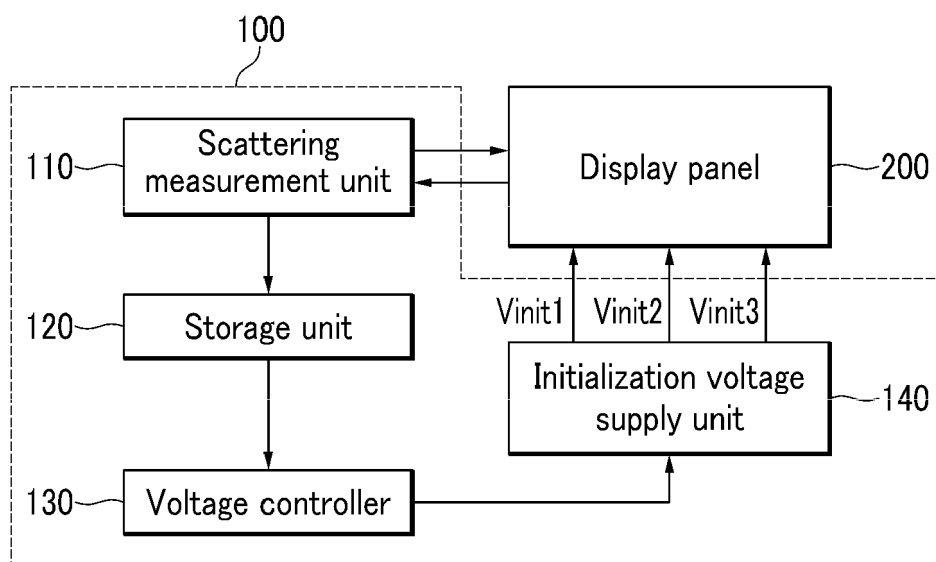 100
110
Scattering
measurement unit
Display panel
200
120
Storage unit
Vinit1 Vinit2 Vinit3
Initialization voltage
supply unit
140
130
Voltage controller